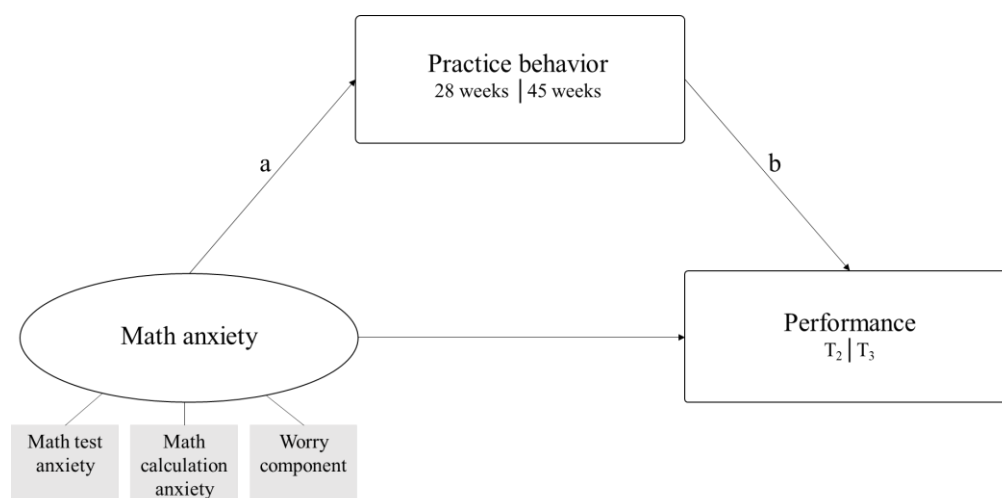 Practice behavior
28 weeks | 45 weeks
a
b
Math anxiety
Performance
T₂ | T₃
Math test
anxiety
Math
calculation
anxiety
Worry
component